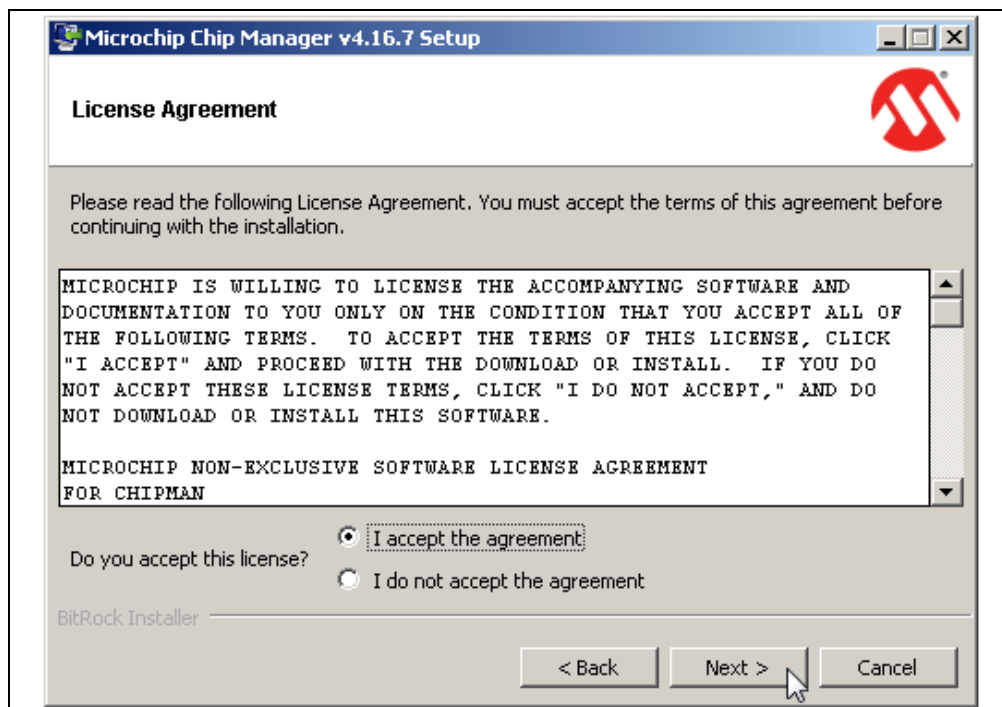 Microchip Chip Manager v4.16.7 Setup
License Agreement
Please read the following License Agreement. You must accept the terms of this agreement before
continuing with the installation.
MICROCHIP IS WILLING TO LICENSE THE ACCOMPANYING SOFTWARE AND
DOCUMENTATION TO YOU ONLY ON THE CONDITION THAT YOU ACCEPT ALL OF
THE FOLLOWING TERMS.  TO ACCEPT THE TERMS OF THIS LICENSE, CLICK
"I ACCEPT" AND PROCEED WITH THE DOWNLOAD OR INSTALL.  IF YOU DO
NOT ACCEPT THESE LICENSE TERMS, CLICK "I DO NOT ACCEPT," AND DO
NOT DOWNLOAD OR INSTALL THIS SOFTWARE.
MICROCHIP NON-EXCLUSIVE SOFTWARE LICENSE AGREEMENT
FOR CHIPMAN
Do you accept this license?
I accept the agreement
I do not accept the agreement
BitRock Installer
< Back
Next >
Cancel